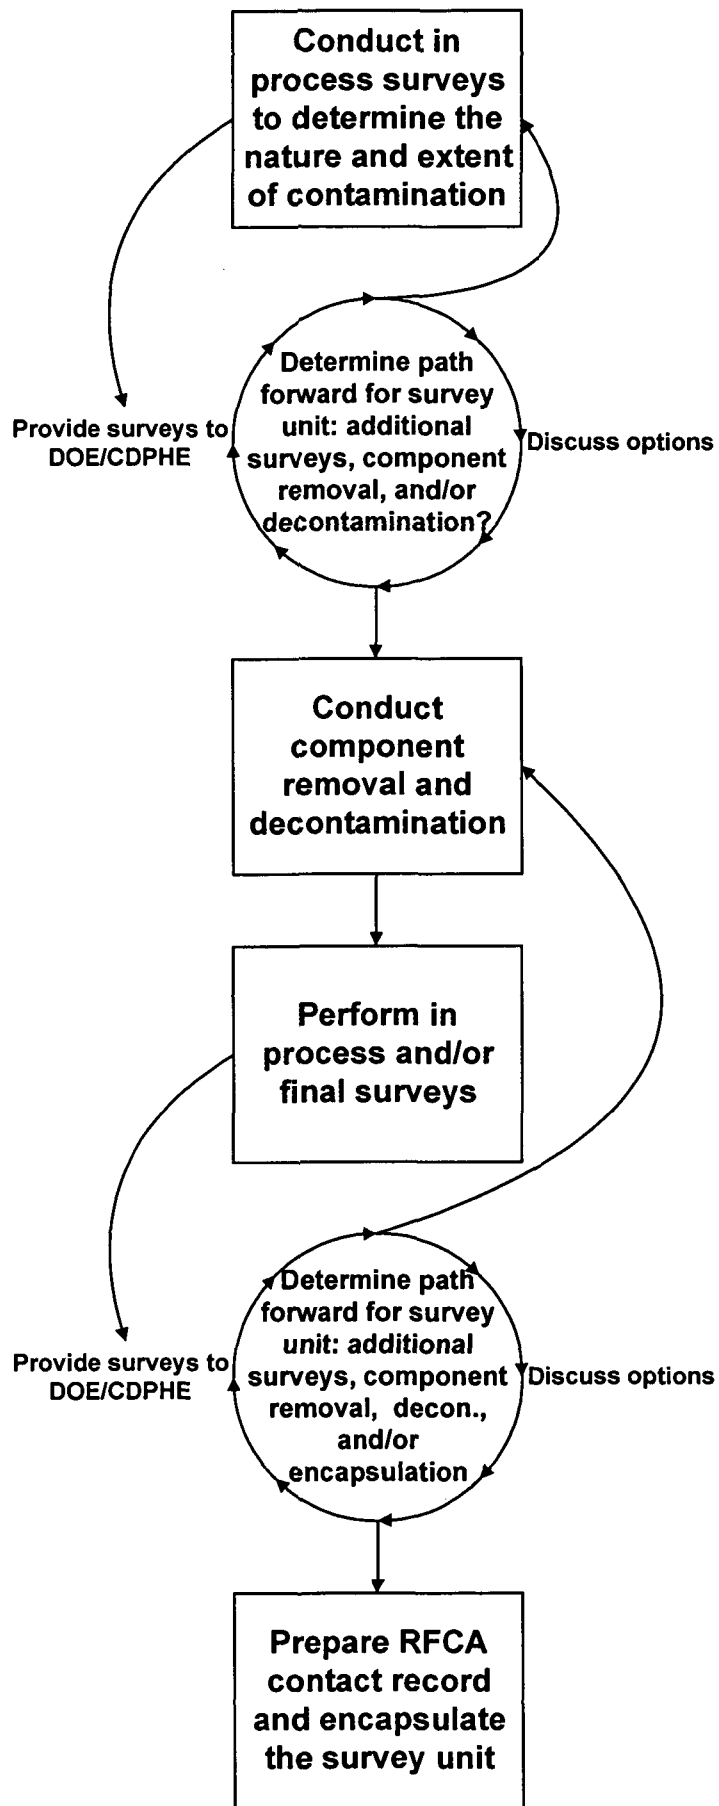 Conduct in
process surveys
to determine the
nature and extent
of contamination
Determine path
forward for survey
unit: additional
surveys, component
removal, and/or
decontamination?
Provide surveys to
DOE/CDPHE
Discuss options
Conduct
component
removal and
decontamination
Perform in
process and/or
final surveys
Determine path
forward for survey
unit: additional
surveys, component
removal, decon.,
and/or
encapsulation
Provide surveys to
DOE/CDPHE
Discuss options
Prepare RFCA
contact record
and encapsulate
the survey unit